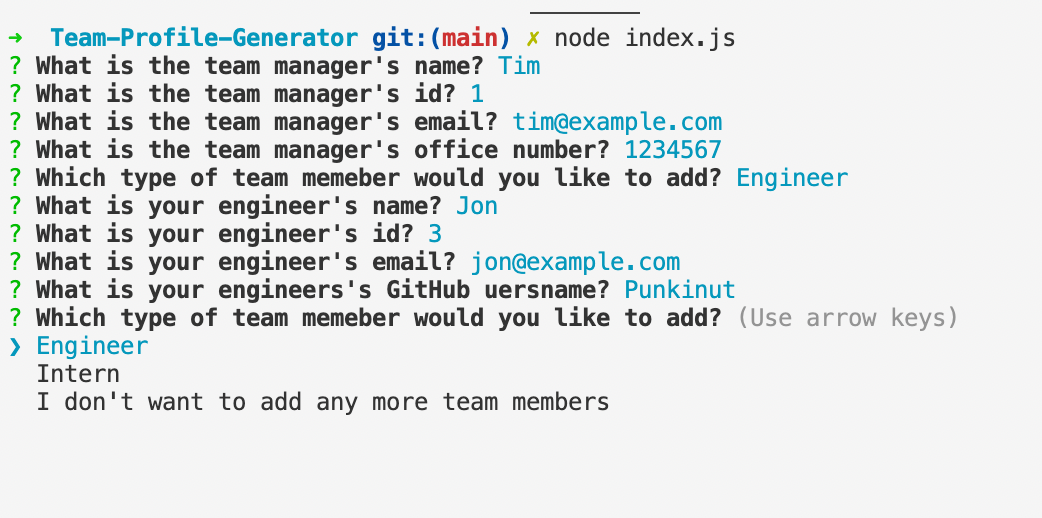 ➜ Team-Profile-Generator git:(main) ✗ node index.js
? What is the team manager's name? Tim
? What is the team manager's id? 1
? What is the team manager's email? tim@example.com
? What is the team manager's office number? 1234567
? Which type of team memeber would you like to add? Engineer
? What is your engineer's name? Jon
? What is your engineer's id? 3
? What is your engineer's email? jon@example.com
? What is your engineers's GitHub uersname? Punkinut
? Which type of team memeber would you like to add? (Use arrow keys)
❯ Engineer
Intern
I don't want to add any more team members